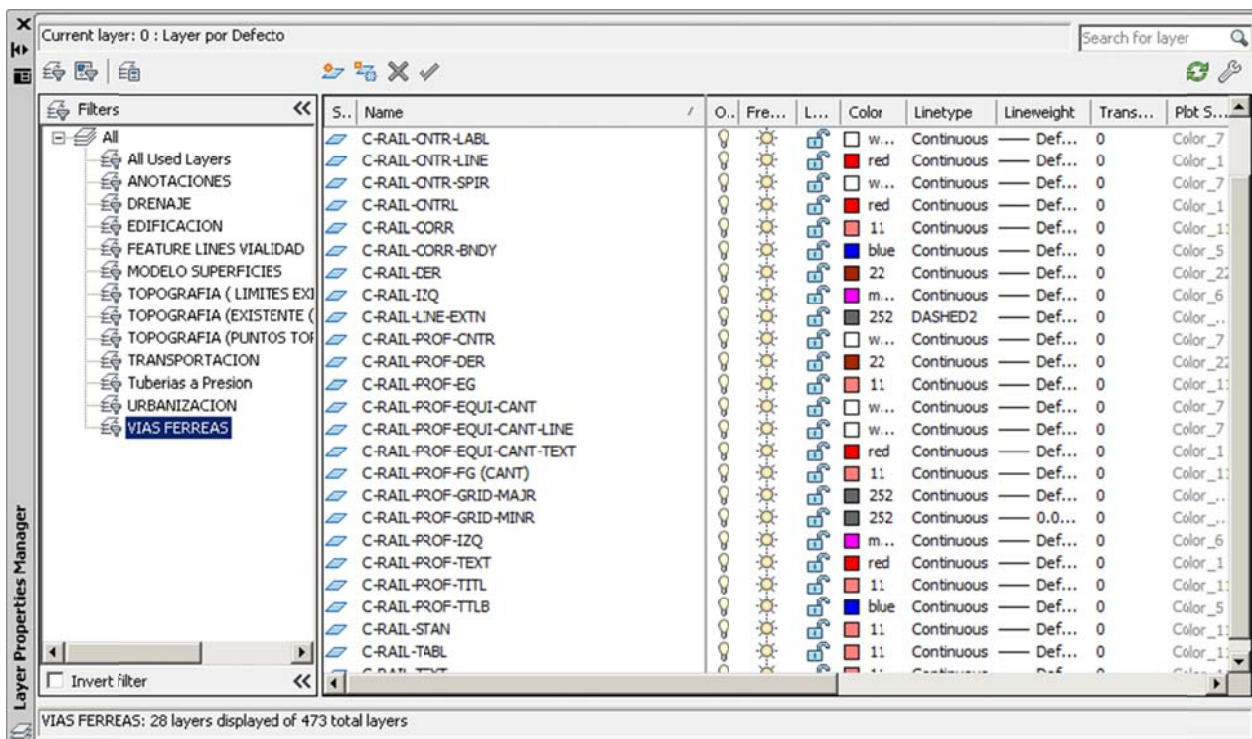 Current layer: 0 : Layer por Defecto
Search for layer
Filters
All
All Used Layers
ANOTACIONES
DRENAJE
EDIFICACION
FEATURE LINES VIALIDAD
MODELO SUPERFICIES
TOPOGRAFIA ( LIMITES EXI
TOPOGRAFIA (EXISTENTE (
TOPOGRAFIA (PUNTOS TOP
TRANSPORTACION
Tuberias a Presion
URBANIZACION
VIAS FERREAS
Invert filter
S.. Name O.. Fre... L... Color Linetype Lineweight Trans... Plot S...
C-RAIL-CNTR-LABL w... Continuous Def... 0 Color_7
C-RAIL-CNTR-LINE red Continuous Def... 0 Color_1
C-RAIL-CNTR-SPIR w... Continuous Def... 0 Color_7
C-RAIL-CNTRL red Continuous Def... 0 Color_1
C-RAIL-CORR 11 Continuous Def... 0 Color_11
C-RAIL-CORR-BNDY blue Continuous Def... 0 Color_5
C-RAIL-DER 22 Continuous Def... 0 Color_22
C-RAIL-IZQ m... Continuous Def... 0 Color_6
C-RAIL-LINE-EXTN 252 DASHED2 Def... 0 Color_...
C-RAIL-PROF-CNTR w... Continuous Def... 0 Color_7
C-RAIL-PROF-DER 22 Continuous Def... 0 Color_22
C-RAIL-PROF-EG 11 Continuous Def... 0 Color_11
C-RAIL-PROF-EQUI-CANT w... Continuous Def... 0 Color_7
C-RAIL-PROF-EQUI-CANT-LINE w... Continuous Def... 0 Color_7
C-RAIL-PROF-EQUI-CANT-TEXT red Continuous Def... 0 Color_1
C-RAIL-PROF-FG (CANT) 11 Continuous Def... 0 Color_11
C-RAIL-PROF-GRID-MAJR 252 Continuous Def... 0 Color_...
C-RAIL-PROF-GRID-MINR 252 Continuous 0.0... 0 Color_...
C-RAIL-PROF-IZQ m... Continuous Def... 0 Color_6
C-RAIL-PROF-TEXT red Continuous Def... 0 Color_1
C-RAIL-PROF-TITL 11 Continuous Def... 0 Color_11
C-RAIL-PROF-TTLB blue Continuous Def... 0 Color_5
C-RAIL-STAN 11 Continuous Def... 0 Color_11
C-RAIL-TABL 11 Continuous Def... 0 Color_11
Layer Properties Manager
VIAS FERREAS: 28 layers displayed of 473 total layers